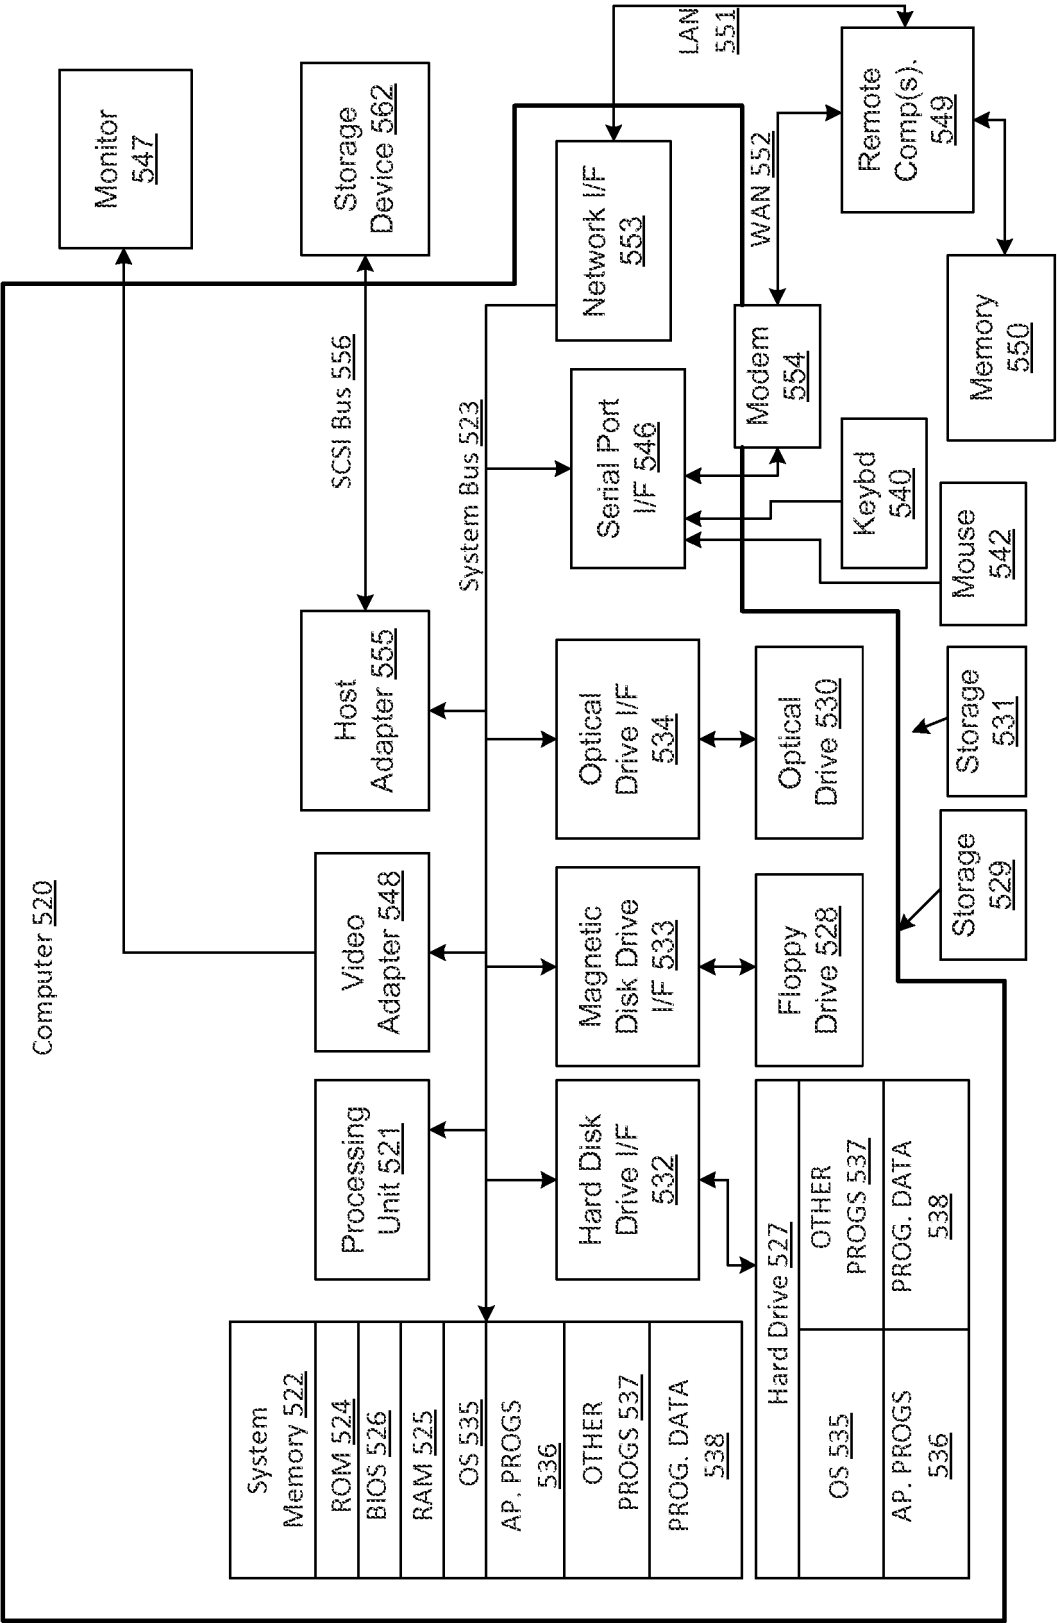 Computer 520
Monitor
547
System
Memory 522
ROM 524
BIOS 526
RAM 525
OS 535
AP. PROGS
536
OTHER
PROGS 537
PROG. DATA
538
Processing
Unit 521
Video
Adapter 548
Host
Adapter 555
SCSI Bus 556
Storage
Device 562
System Bus 523
Hard Disk
Drive I/F
532
Magnetic
Disk Drive
I/F 533
Optical
Drive I/F
534
Serial Port
I/F 546
Network I/F
553
LAN
551
Hard Drive 527
OS 535
OTHER
PROGS 537
AP. PROGS
536
PROG. DATA
538
Floppy
Drive 528
Optical
Drive 530
Modem
554
WAN 552
Remote
Comp(s).
549
Storage
529
Storage
531
Mouse
542
Keybd
540
Memory
550